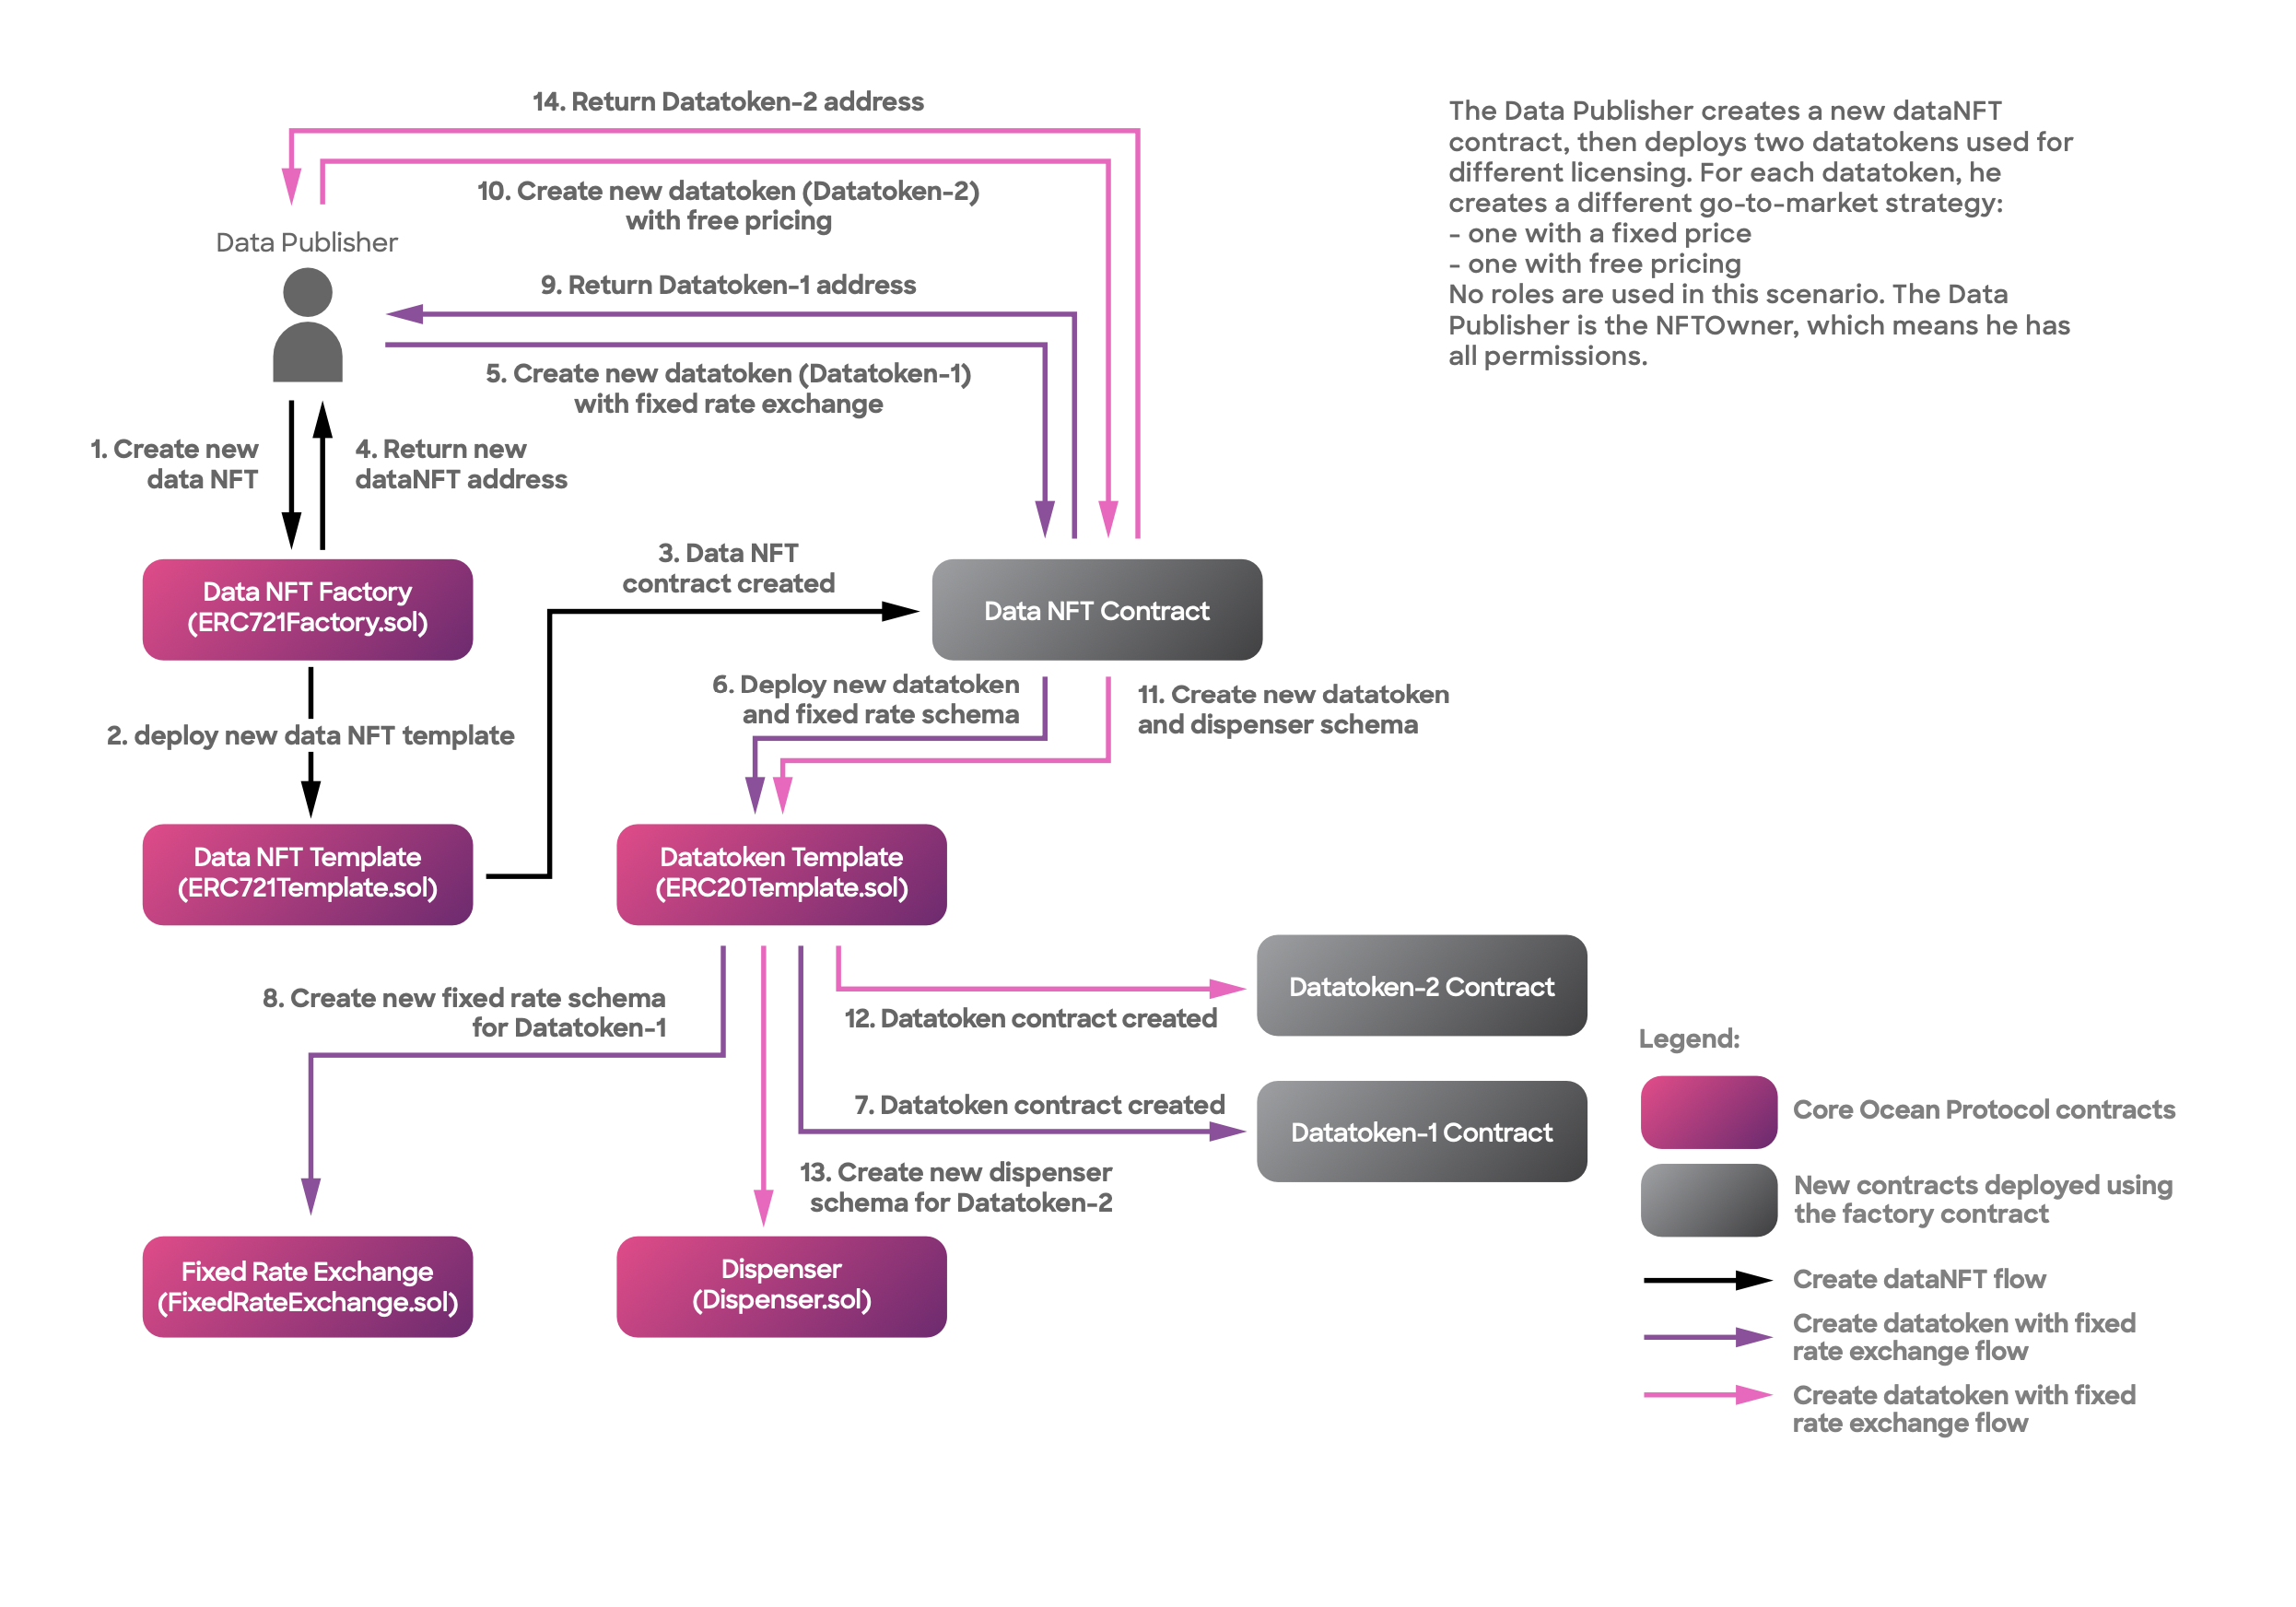 14. Return Datatoken-2 address
10. Create new datatoken (Datatoken-2)
with free pricing
Data Publisher
9. Return Datatoken-1 address
5. Create new datatoken (Datatoken-1)
with fixed rate exchange
The Data Publisher creates a new dataNFT
contract, then deploys two datatokens used for
different licensing. For each datatoken, he
creates a different go-to-market strategy:
- one with a fixed price
- one with free pricing
No roles are used in this scenario. The Data
Publisher is the NFTOwner, which means he has
all permissions.
1. Create new
data NFT
4. Return new
dataNFT address
3. Data NFT
contract created
Data NFT Factory
(ERC721Factory.sol)
Data NFT Contract
2. deploy new data NFT template
6. Deploy new datatoken
and fixed rate schema
11. Create new datatoken
and dispenser schema
Data NFT Template
(ERC721Template.sol)
Datatoken Template
(ERC20Template.sol)
8. Create new fixed rate schema
for Datatoken-1
12. Datatoken contract created
Datatoken-2 Contract
7. Datatoken contract created
Datatoken-1 Contract
13. Create new dispenser
schema for Datatoken-2
Fixed Rate Exchange
(FixedRateExchange.sol)
Dispenser
(Dispenser.sol)
Legend:
Core Ocean Protocol contracts
New contracts deployed using
the factory contract
Create dataNFT flow
Create datatoken with fixed
rate exchange flow
Create datatoken with fixed
rate exchange flow